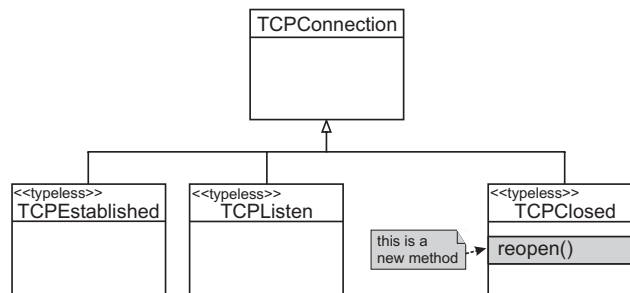 TCPConnection
<<typeless>>
TCPEstablished
<<typeless>>
TCPListen
<<typeless>>
TCPClosed
this is a
new method
reopen()